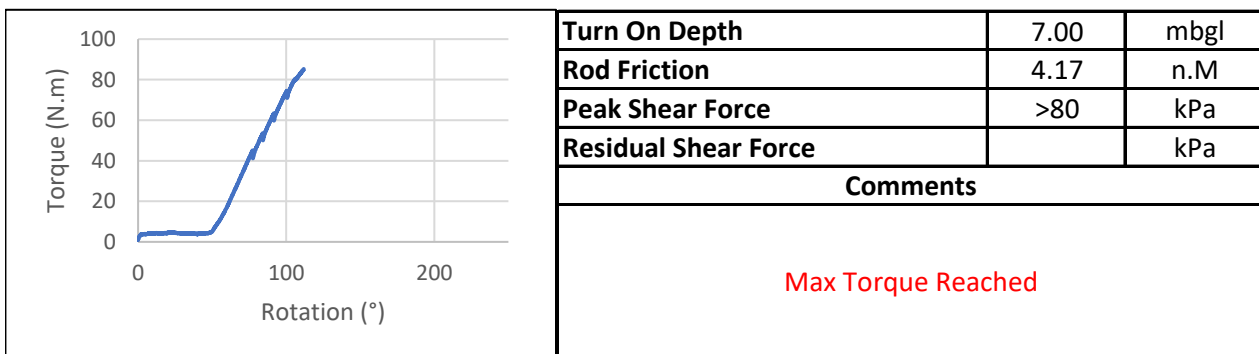 100
80
60
40
20
0
Torque (N.m)
0 100 200
Rotation (°)
Turn On Depth 7.00 mbgl
Rod Friction 4.17 n.M
Peak Shear Force >80 kPa
Residual Shear Force kPa
Comments
Max Torque Reached